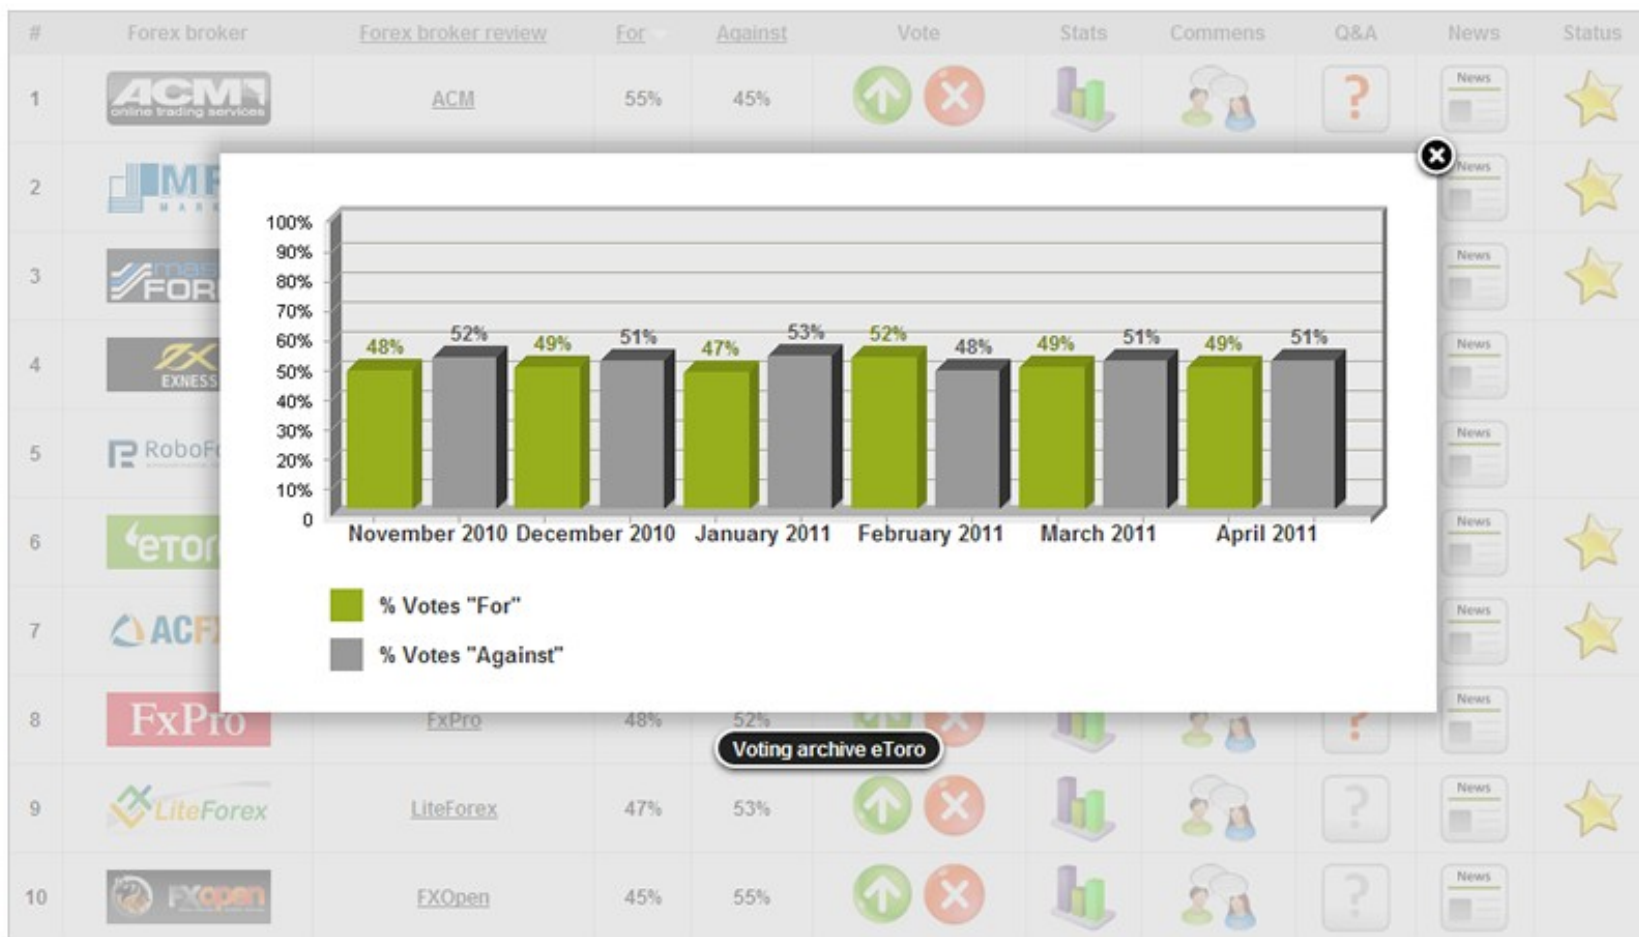 # Forex broker Forex broker review For Against Vote Stats Commens Q&A News Status
1 ACM online trading services ACM 55% 45% ? News
2 News
3 FOR News
4 EXNESS News
5 News
6 News
7 News
8 FxPro FxPro 48% 52% ? News
9 LiteForex LiteForex 47% 53% ? News
10 FXopen FXOpen 45% 55% ? News
100%
90%
80%
70%
60%
50%
40%
30%
20%
10%
0
48% 52% 49% 51% 47% 53% 52% 48% 49% 51% 49% 51%
November 2010 December 2010 January 2011 February 2011 March 2011 April 2011
% Votes "For"
% Votes "Against"
Voting archive eToro